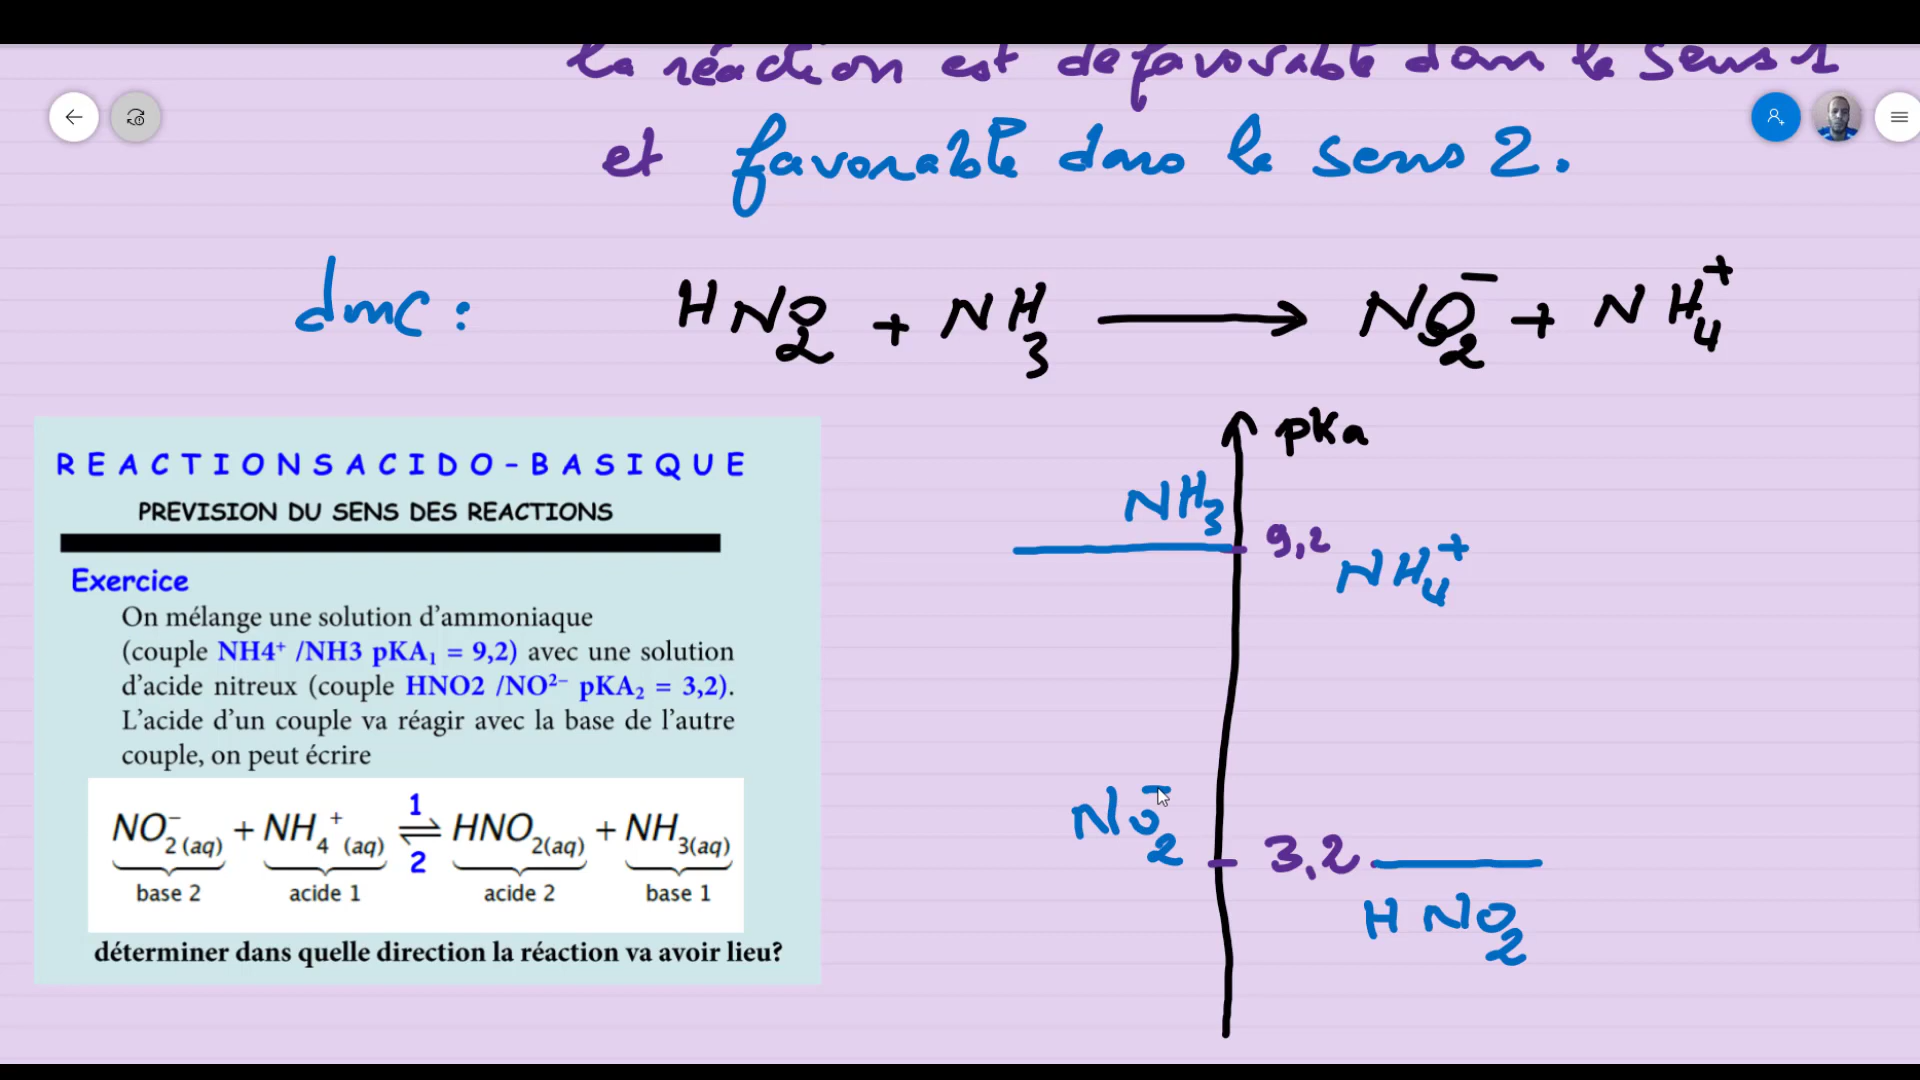 la réaction est défavorable dans le sens 1
et favorable dans le sens 2.
donc : HNO₂ + NH₃ ⟶ NO₂⁻ + NH₄⁺
REACTIONS ACIDO-BASIQUE
PREVISION DU SENS DES REACTIONS
Exercice
On mélange une solution d'ammoniaque
(couple NH4⁺ /NH3 pKA₁ = 9,2) avec une solution
d'acide nitreux (couple HNO2 /NO²⁻ pKA₂ = 3,2).
L'acide d'un couple va réagir avec la base de l'autre
couple, on peut écrire
1
NO₂⁻(aq) + NH₄⁺(aq) ⇌ HNO₂(aq) + NH₃(aq)
2
base 2 acide 1 acide 2 base 1
déterminer dans quelle direction la réaction va avoir lieu?
pKa
NH₃
9,2
NH₄⁺
NO₂⁻
3,2
HNO₂